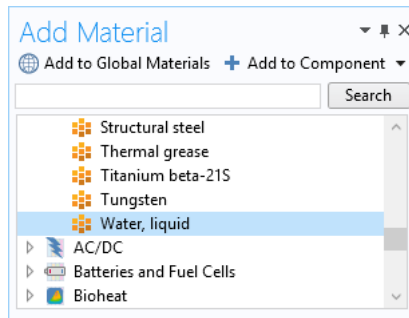 Add Material
Add to Global Materials Add to Component
Search
Structural steel
Thermal grease
Titanium beta-21S
Tungsten
Water, liquid
AC/DC
Batteries and Fuel Cells
Bioheat